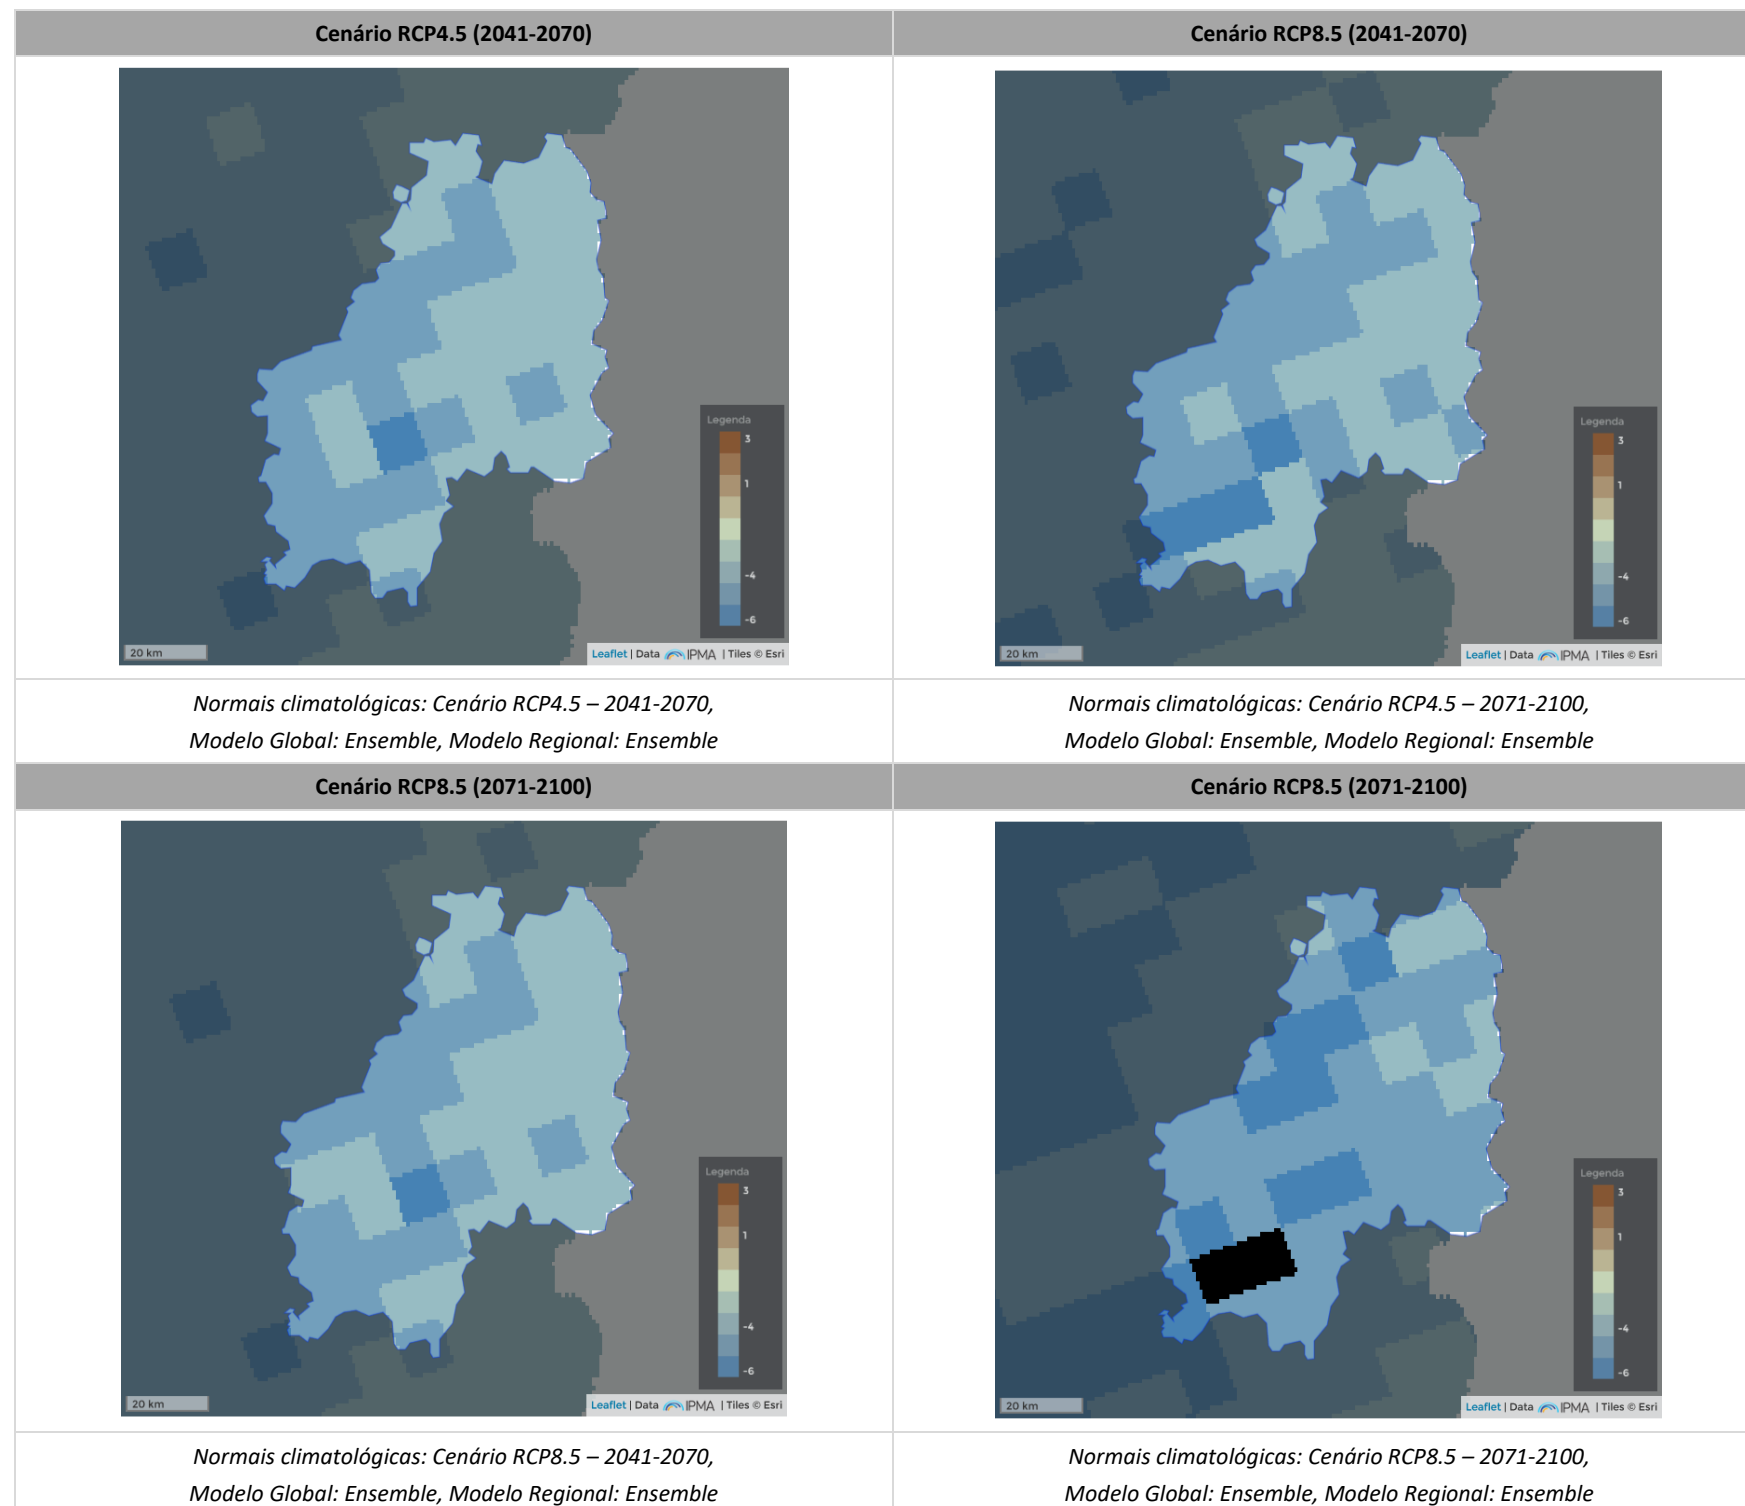 Cenário RCP4.5 (2041-2070)
Cenário RCP8.5 (2041-2070)
Legenda
3
1
-4
-6
20 km
Leaflet | Data IPMA | Tiles © Esri
Legenda
3
1
-4
-6
20 km
Leaflet | Data IPMA | Tiles © Esri
Normais climatológicas: Cenário RCP4.5 – 2041-2070,
Modelo Global: Ensemble, Modelo Regional: Ensemble
Normais climatológicas: Cenário RCP4.5 – 2071-2100,
Modelo Global: Ensemble, Modelo Regional: Ensemble
Cenário RCP8.5 (2071-2100)
Cenário RCP8.5 (2071-2100)
Legenda
3
1
-4
-6
20 km
Leaflet | Data IPMA | Tiles © Esri
Legenda
3
1
-4
-6
20 km
Leaflet | Data IPMA | Tiles © Esri
Normais climatológicas: Cenário RCP8.5 – 2041-2070,
Modelo Global: Ensemble, Modelo Regional: Ensemble
Normais climatológicas: Cenário RCP8.5 – 2071-2100,
Modelo Global: Ensemble, Modelo Regional: Ensemble